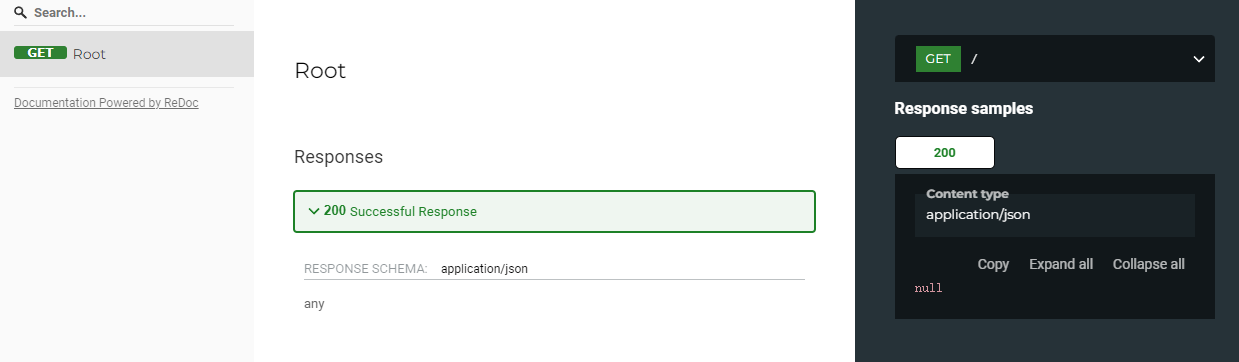 Search...
GET Root
Documentation Powered by ReDoc
Root
Responses
200 Successful Response
RESPONSE SCHEMA: application/json
any
GET /
Response samples
200
Content type
application/json
Copy Expand all Collapse all
null